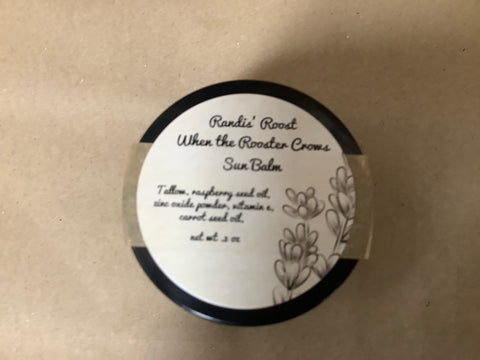 Randis' Roost
When the Rooster Crows
Sun Balm
Tallow, raspberry seed oil,
zinc oxide powder, vitamin e,
carrot seed oil,
net wt .2 oz